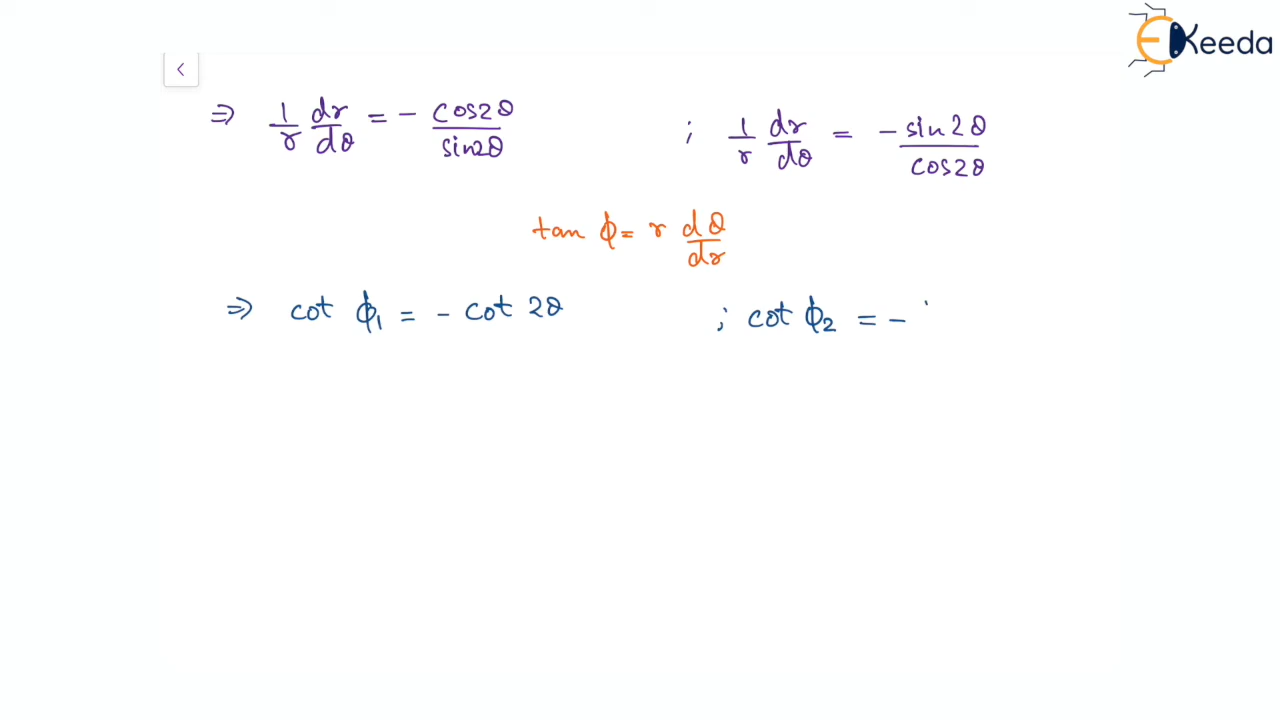 EKeeda
⇒ 1/r dr/dθ = - cos2θ/sin2θ ; 1/r dr/dθ = - sin2θ/cos2θ
tan ϕ = r dθ/dr
⇒ cot ϕ₁ = - cot 2θ ; cot ϕ₂ = -